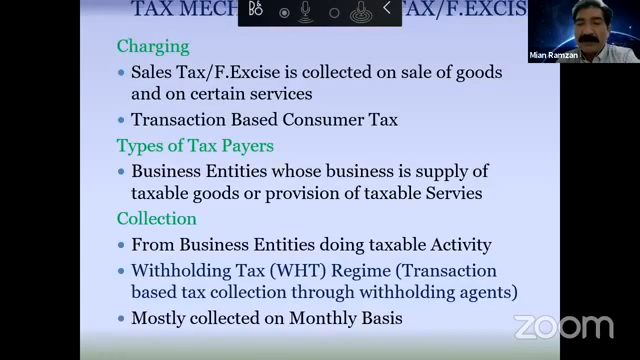 TAX MECH TAX/F.EXCIS
Mian Ramzan
Charging
• Sales Tax/F.Excise is collected on sale of goods
and on certain services
• Transaction Based Consumer Tax
Types of Tax Payers
• Business Entities whose business is supply of
taxable goods or provision of taxable Servies
Collection
• From Business Entities doing taxable Activity
• Withholding Tax (WHT) Regime (Transaction
based tax collection through withholding agents)
• Mostly collected on Monthly Basis
zoom